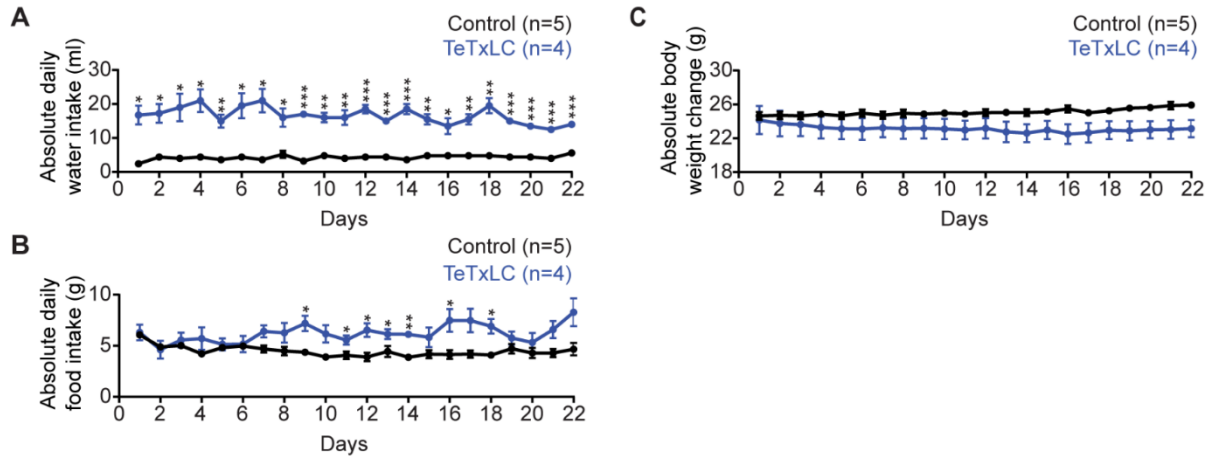 A
Control (n=5)
TeTxLC (n=4)
Absolute daily
water intake (ml)
30
20
10
0
* * * * ** * * * *** ** ** **** *** **** ** * *** *** *** *** ***
0 2 4 6 8 10 12 14 16 18 20 22
Days
B
Control (n=5)
TeTxLC (n=4)
Absolute daily
food intake (g)
10
5
0
* * * * ** * *
0 2 4 6 8 10 12 14 16 18 20 22
Days
C
Control (n=5)
TeTxLC (n=4)
Absolute body
weight change (g)
30
26
22
18
0 2 4 6 8 10 12 14 16 18 20 22
Days